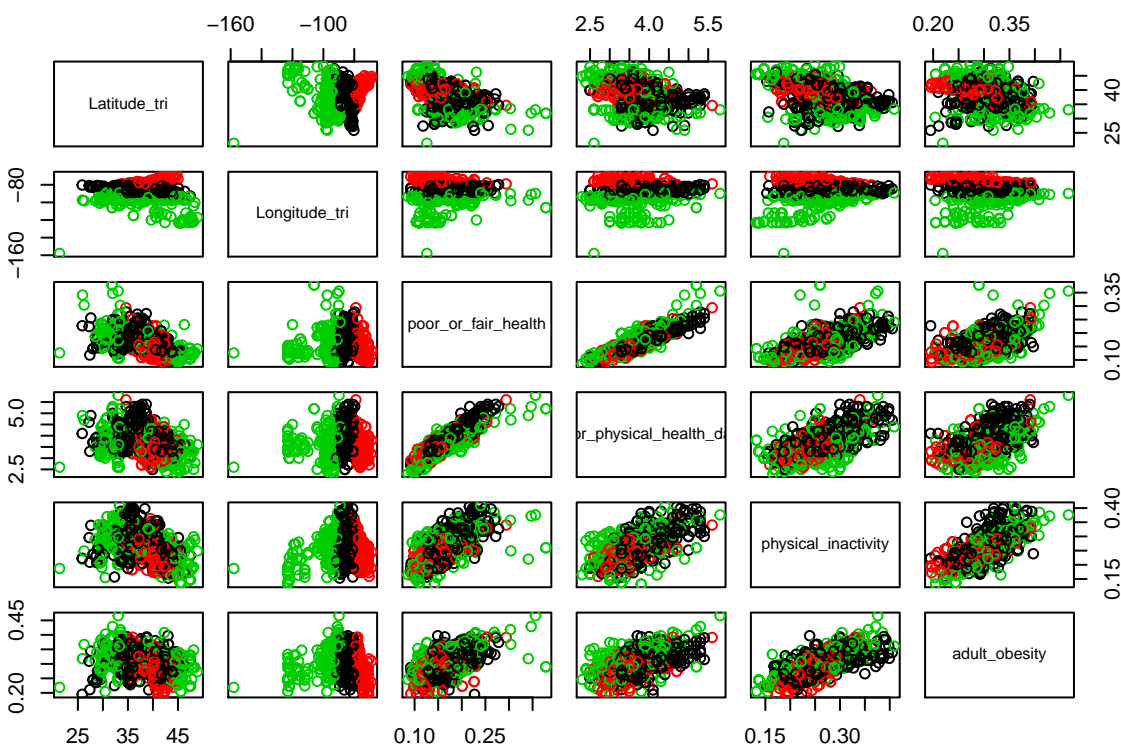 −160 −100 2.5 4.0 5.5 0.20 0.35
Latitude_tri 25 40
−160 −80 Longitude_tri
poor_or_fair_health 0.10 0.35
2.5 5.0 or_physical_health_da
physical_inactivity 0.15 0.40
0.20 0.45 adult_obesity
25 35 45 0.10 0.25 0.15 0.30